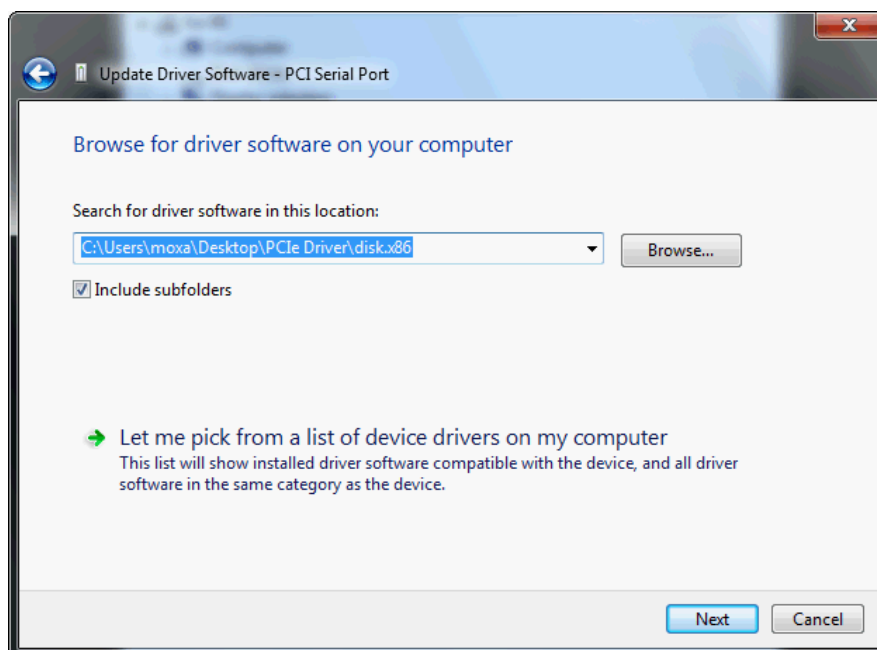 Computer
Update Driver Software - PCI Serial Port
Browse for driver software on your computer
Search for driver software in this location:
C:\Users\moxa\Desktop\PCIe Driver\disk.x86
Browse...
Include subfolders
Let me pick from a list of device drivers on my computer
This list will show installed driver software compatible with the device, and all driver
software in the same category as the device.
Next
Cancel